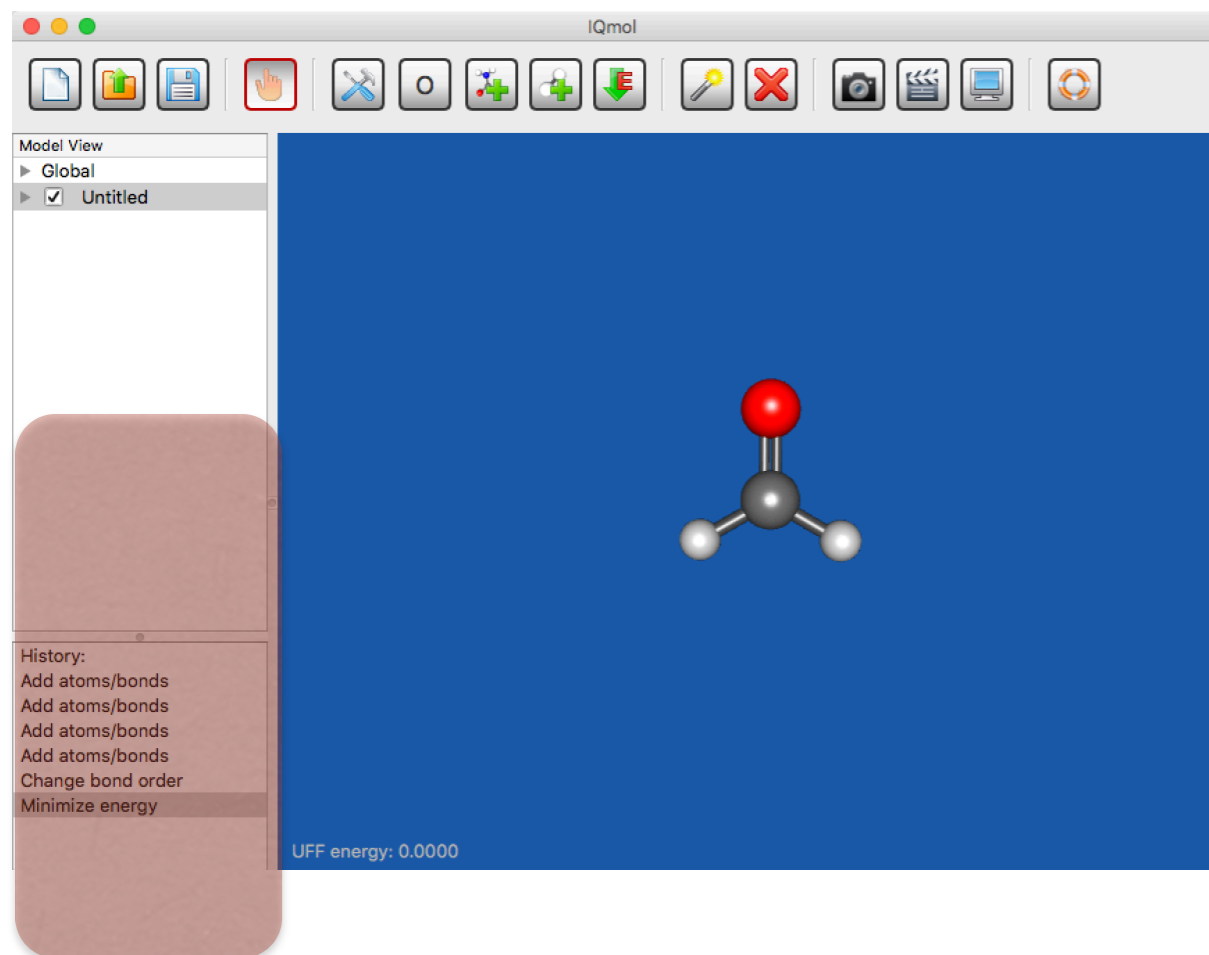 IQmol
O
E
Model View
Global
Untitled
History:
Add atoms/bonds
Add atoms/bonds
Add atoms/bonds
Add atoms/bonds
Change bond order
Minimize energy
UFF energy: 0.0000